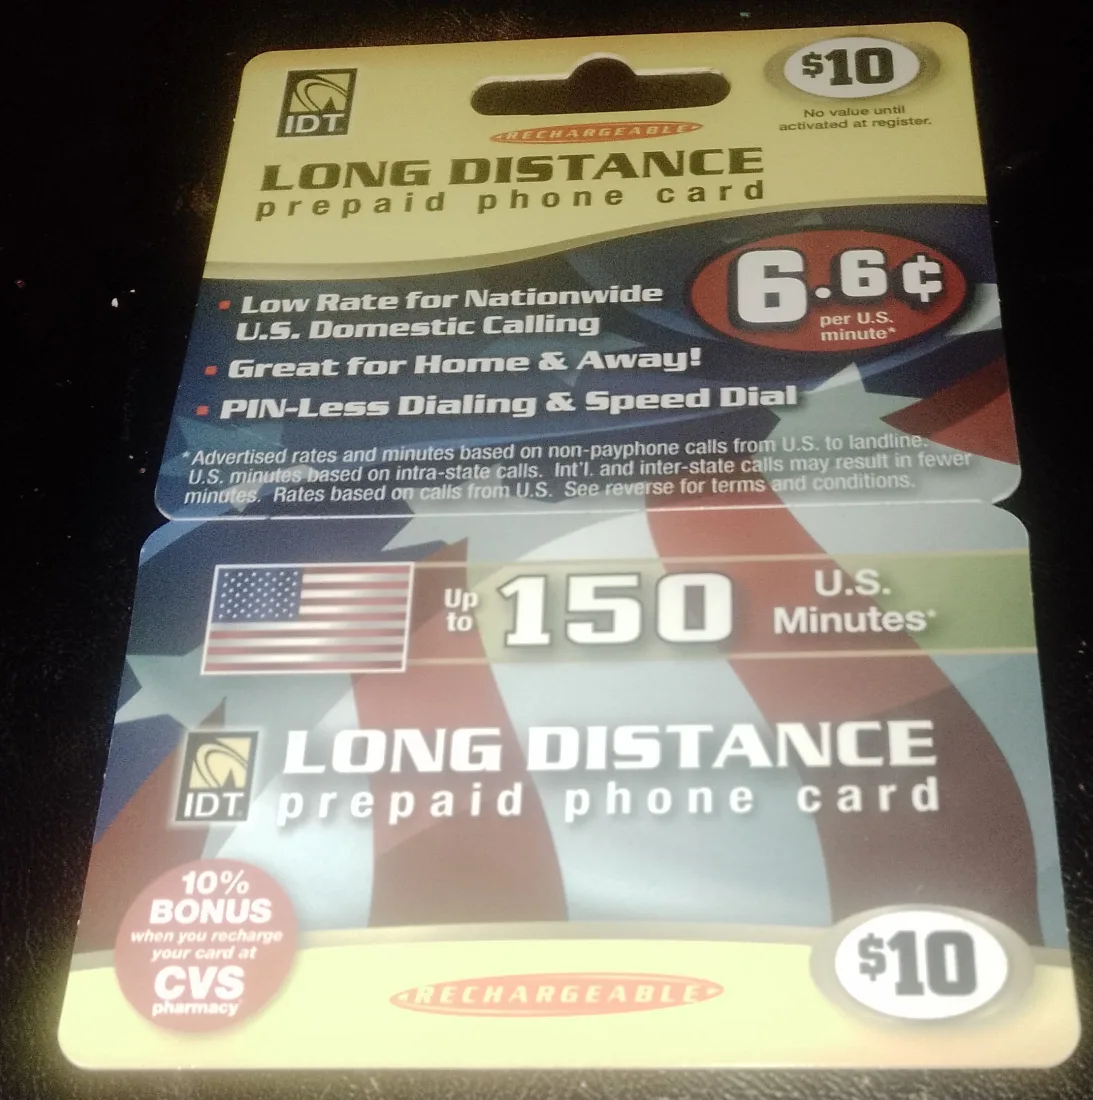 IDT
$10
No value until
activated at register.
RECHARGEABLE
LONG DISTANCE
prepaid phone card
6.6¢
per U.S.
minute*
• Low Rate for Nationwide
U.S. Domestic Calling
• Great for Home & Away!
• PIN-Less Dialing & Speed Dial
*Advertised rates and minutes based on non-payphone calls from U.S. to landline.
U.S. minutes based on intra-state calls. Int'l. and inter-state calls may result in fewer
minutes. Rates based on calls from U.S. See reverse for terms and conditions.
Up
to
150
U.S.
Minutes*
IDT
LONG DISTANCE
prepaid phone card
10%
BONUS
when you recharge
your card at
CVS
pharmacy
RECHARGEABLE
$10